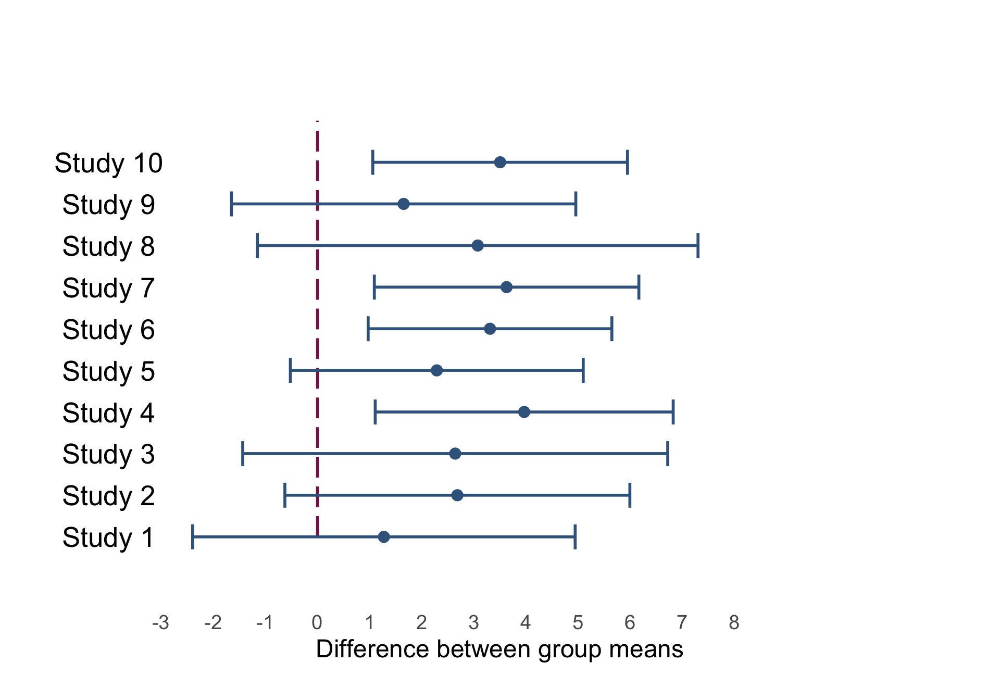 Study 10
Study 9
Study 8
Study 7
Study 6
Study 5
Study 4
Study 3
Study 2
Study 1
-3 -2 -1 0 1 2 3 4 5 6 7 8
Difference between group means